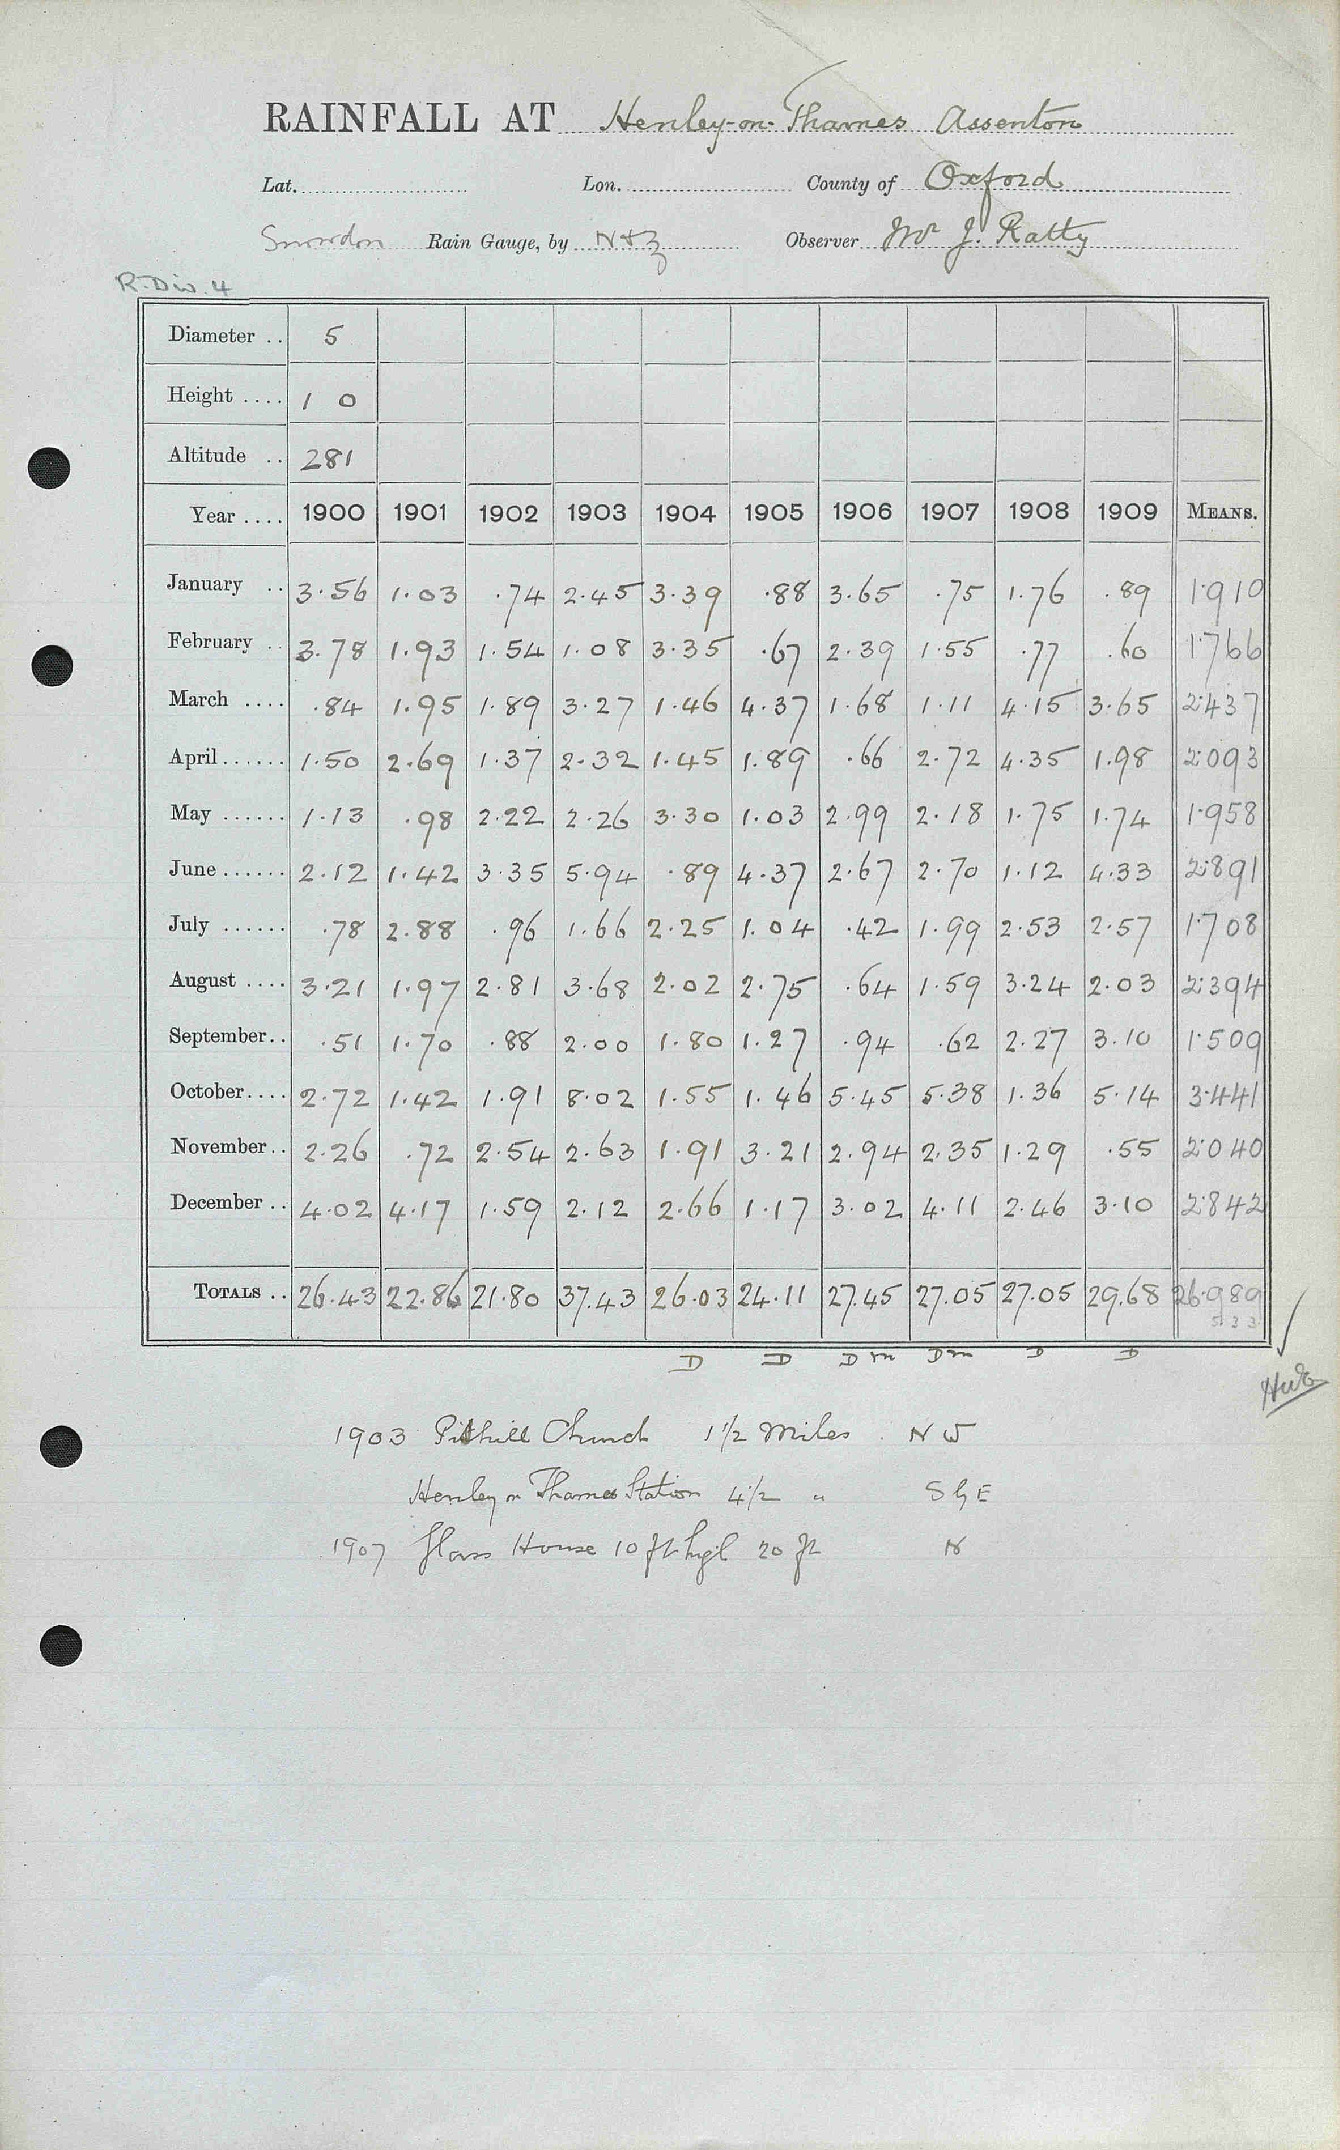 RAINFALL AT Henley-on-Thames Assenton
Lat. Lon. County of Oxford
Snowdon Rain Gauge, by N & Z Observer Mr J. Ratty
R. Div. 4
Diameter .. 5
Height .... 1 0
Altitude .. 281
Year .... 1900 1901 1902 1903 1904 1905 1906 1907 1908 1909 MEANS.
January .. 3.56 1.03 .74 2.45 3.39 .88 3.65 .75 1.76 .89 1.910
February .. 3.78 1.93 1.54 1.08 3.35 .67 2.39 1.55 .77 .60 1.766
March .... .84 1.95 1.89 3.27 1.46 4.37 1.68 1.11 4.15 3.65 2.437
April ...... 1.50 2.69 1.37 2.32 1.45 1.89 .66 2.72 4.35 1.98 2.093
May ...... 1.13 .98 2.22 2.26 3.30 1.03 2.99 2.18 1.75 1.74 1.958
June ...... 2.12 1.42 3.35 5.94 .89 4.37 2.67 2.70 1.12 4.33 2.891
July ...... .78 2.88 .96 1.66 2.25 1.04 .42 1.99 2.53 2.57 1.708
August .... 3.21 1.97 2.81 3.68 2.02 2.75 .64 1.59 3.24 2.03 2.394
September .. .51 1.70 .88 2.00 1.80 1.27 .94 .62 2.27 3.10 1.509
October .... 2.72 1.42 1.91 8.02 1.55 1.46 5.45 5.38 1.36 5.14 3.441
November .. 2.26 .72 2.54 2.63 1.91 3.21 2.94 2.35 1.29 .55 2.040
December .. 4.02 4.17 1.59 2.12 2.66 1.17 3.02 4.11 2.46 3.10 2.842
TOTALS .. 26.43 22.86 21.80 37.43 26.03 24.11 27.45 27.05 27.05 29.68 26.989
533
D D Dm Dm D D
1903 Pishill Church 1 1/2 Miles NW
Henley on Thames Station 4 1/2 " S by E
1907 Glass House 10 ft high 20 ft N